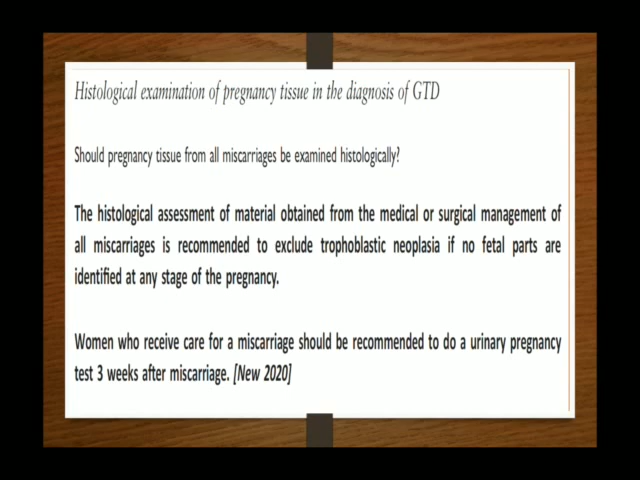 Histological examination of pregnancy tissue in the diagnosis of GTD
Should pregnancy tissue from all miscarriages be examined histologically?
The histological assessment of material obtained from the medical or surgical management of
all miscarriages is recommended to exclude trophoblastic neoplasia if no fetal parts are
identified at any stage of the pregnancy.
Women who receive care for a miscarriage should be recommended to do a urinary pregnancy
test 3 weeks after miscarriage. [New 2020]